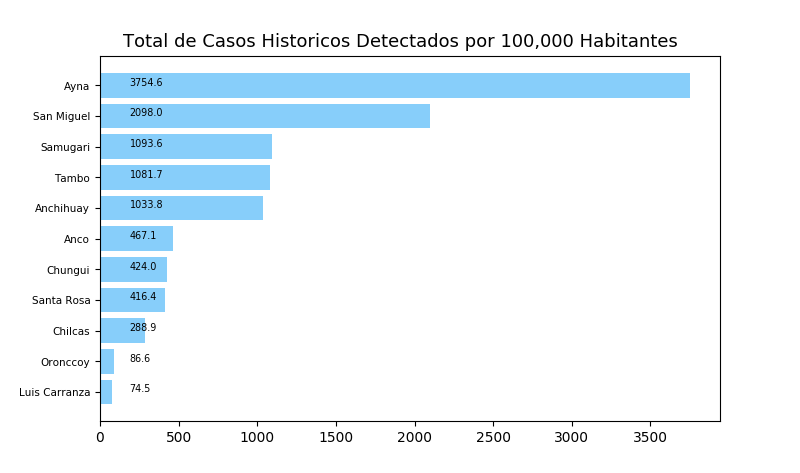 Total de Casos Historicos Detectados por 100,000 Habitantes
Ayna 3754.6
San Miguel 2098.0
Samugari 1093.6
Tambo 1081.7
Anchihuay 1033.8
Anco 467.1
Chungui 424.0
Santa Rosa 416.4
Chilcas 288.9
Oronccoy 86.6
Luis Carranza 74.5
0 500 1000 1500 2000 2500 3000 3500